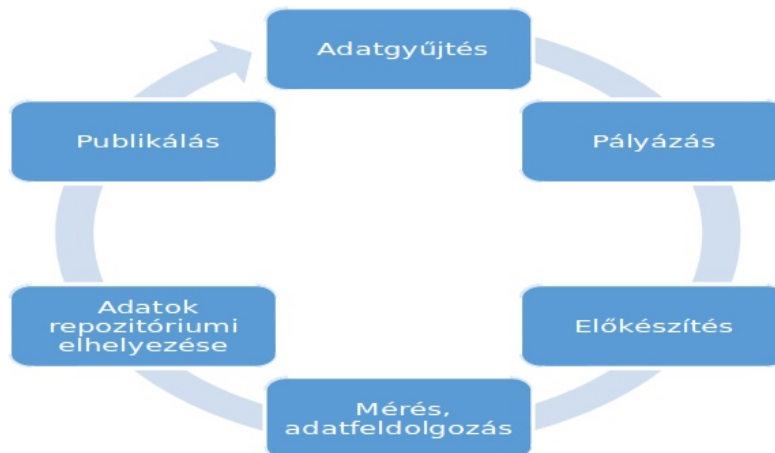 Adatgyűjtés
Pályázás
Előkészítés
Mérés,
adatfeldolgozás
Adatok
repozitóriumi
elhelyezése
Publikálás